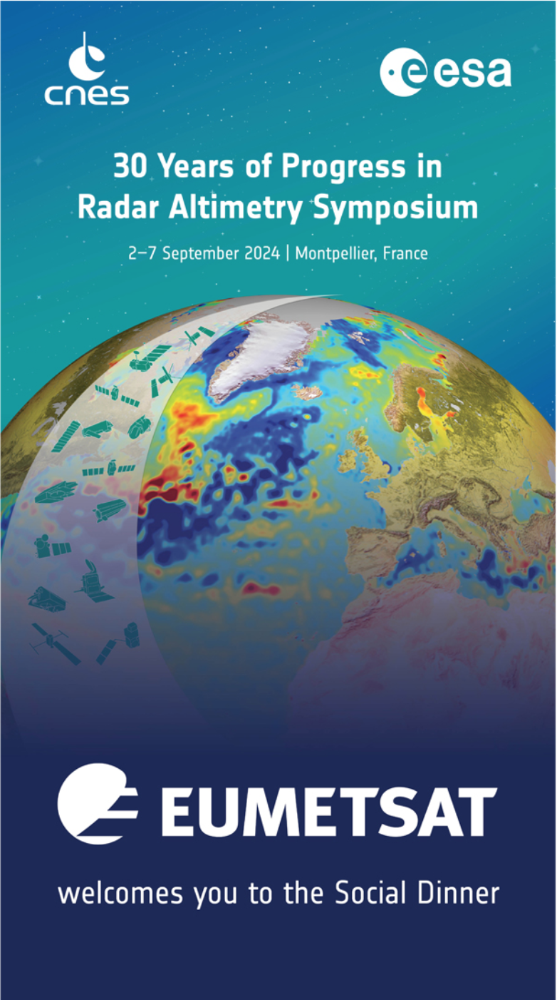 cnes
esa
30 Years of Progress in
Radar Altimetry Symposium
2–7 September 2024 | Montpellier, France
EUMETSAT
welcomes you to the Social Dinner